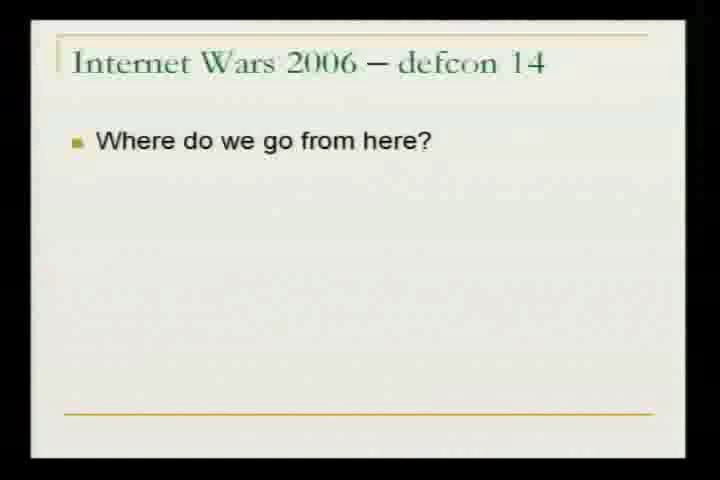 Internet Wars 2006 – defcon 14
Where do we go from here?